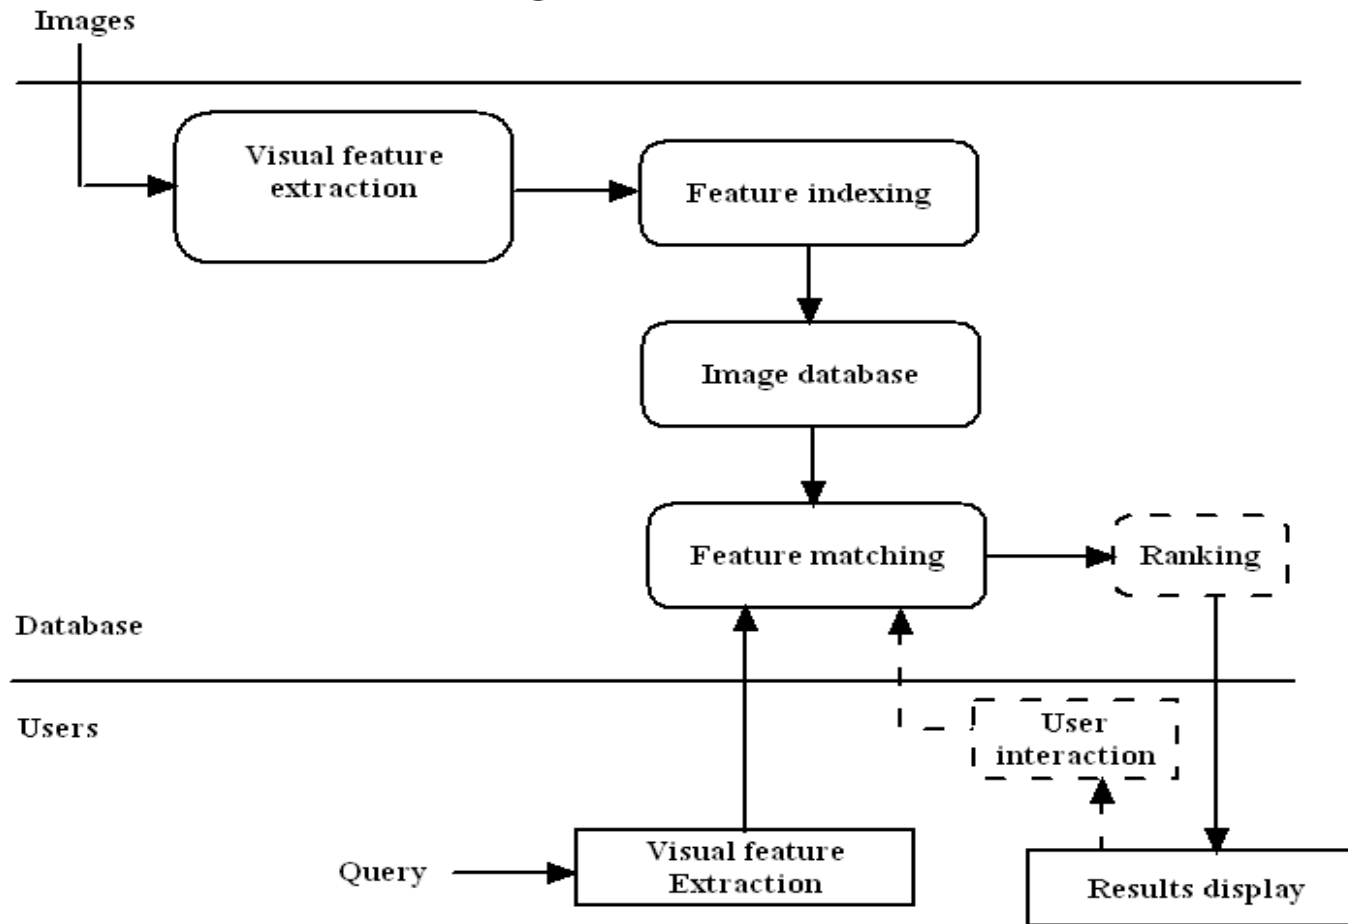 Images
Visual feature
extraction
Feature indexing
Image database
Feature matching
Ranking
Database
Users
User
interaction
Query
Visual feature
Extraction
Results display